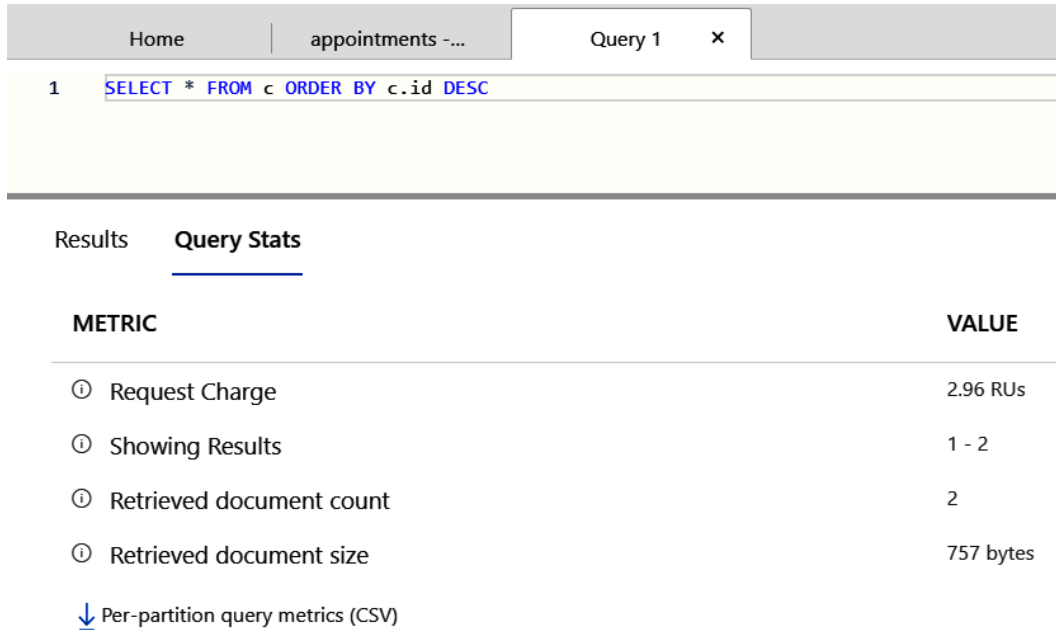 Home appointments -... Query 1 ×
1 SELECT * FROM c ORDER BY c.id DESC
Results Query Stats
METRIC VALUE
Request Charge 2.96 RUs
Showing Results 1 - 2
Retrieved document count 2
Retrieved document size 757 bytes
Per-partition query metrics (CSV)